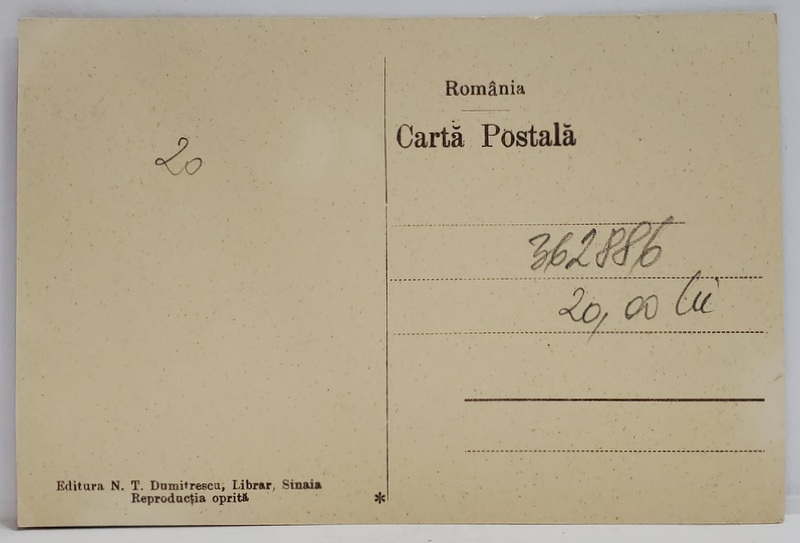 20
România
Cartă Postală
362886
20,00 lei
Editura N. T. Dumitrescu, Librar, Sinaia
Reproducția oprită
*